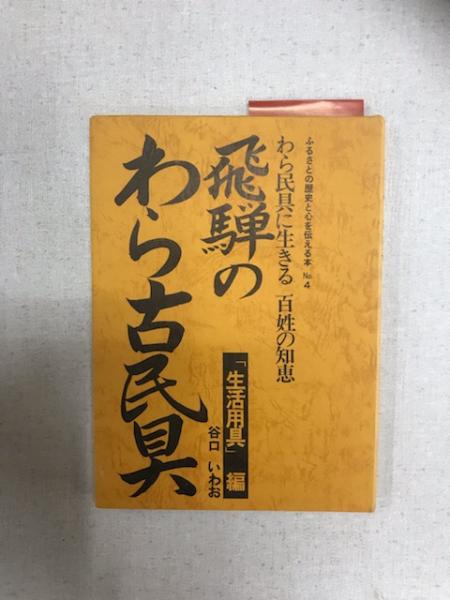 ふるさとの歴史と心を伝える本 No.4
わら民具に生きる 百姓の知恵
飛騨の
わら古民具
「生活用具」編
谷口 いわお